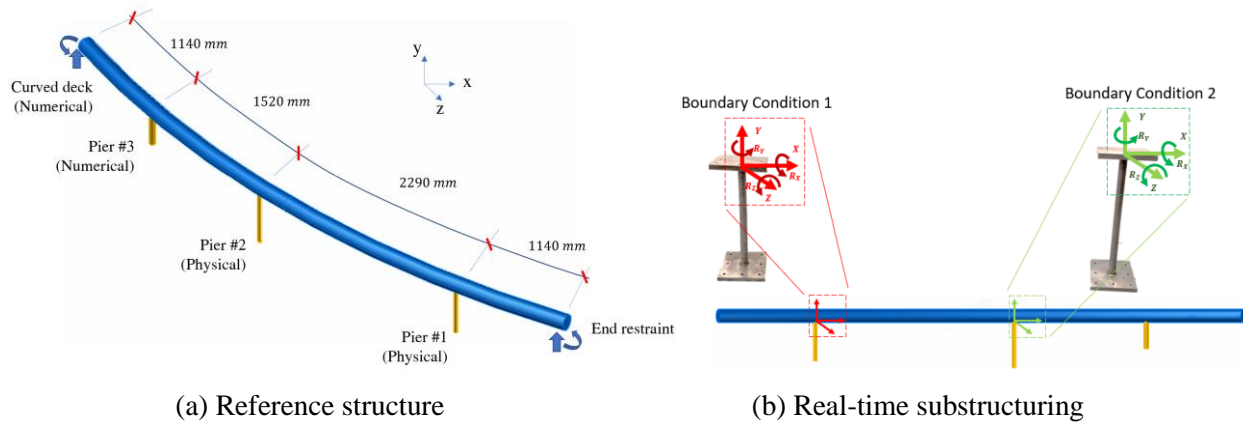 1140 mm
1520 mm
2290 mm
1140 mm
y
x
z
Curved deck
(Numerical)
Pier #3
(Numerical)
Pier #2
(Physical)
Pier #1
(Physical)
End restraint
(a) Reference structure
Boundary Condition 1
Y
R_Y
X
R_X
R_Z
Z
Boundary Condition 2
Y
R_Y
X
R_X
R_Z
Z
(b) Real-time substructuring